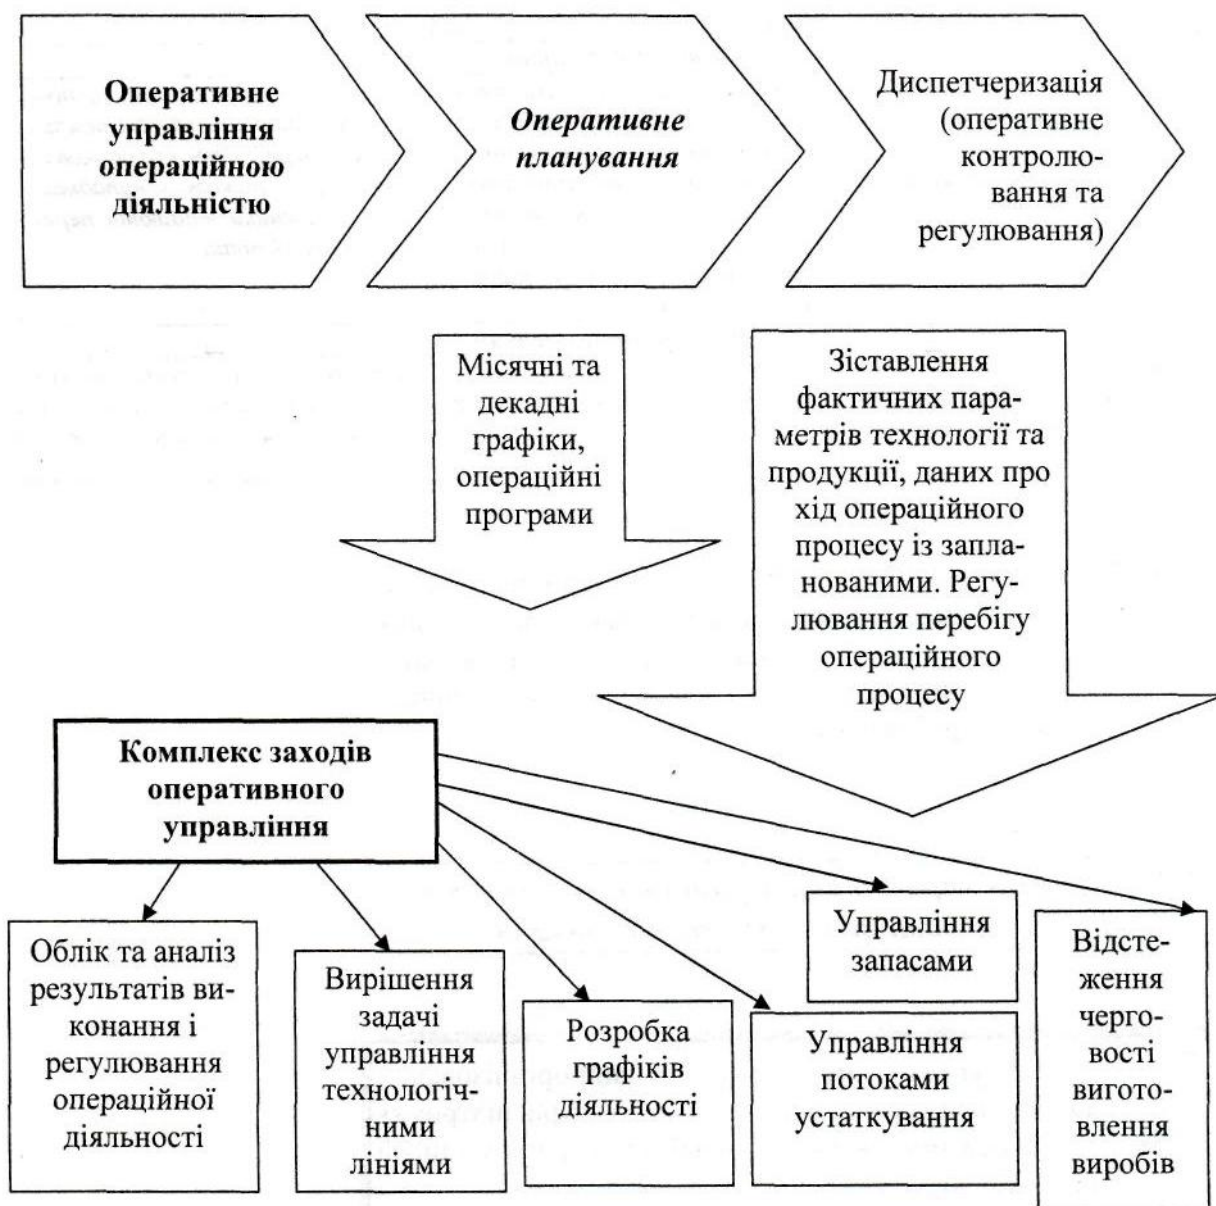 Оперативне
управління
операційною
діяльністю
Оперативне
планування
Диспетчеризація
(оперативне
контролю-
вання та
регулювання)
Місячні та
декадні
графіки,
операційні
програми
Зіставлення
фактичних пара-
метрів технології та
продукції, даних про
хід операційного
процесу із запла-
нованими. Регу-
лювання перебігу
операційного
процесу
Комплекс заходів
оперативного
управління
Облік та аналіз
результатів ви-
конання і
регулювання
операційної
діяльності
Вирішення
задачі
управління
технологіч-
ними
лініями
Розробка
графіків
діяльності
Управління
запасами
Управління
потоками
устаткування
Відсте-
ження
черго-
вості
вигото-
влення
виробів